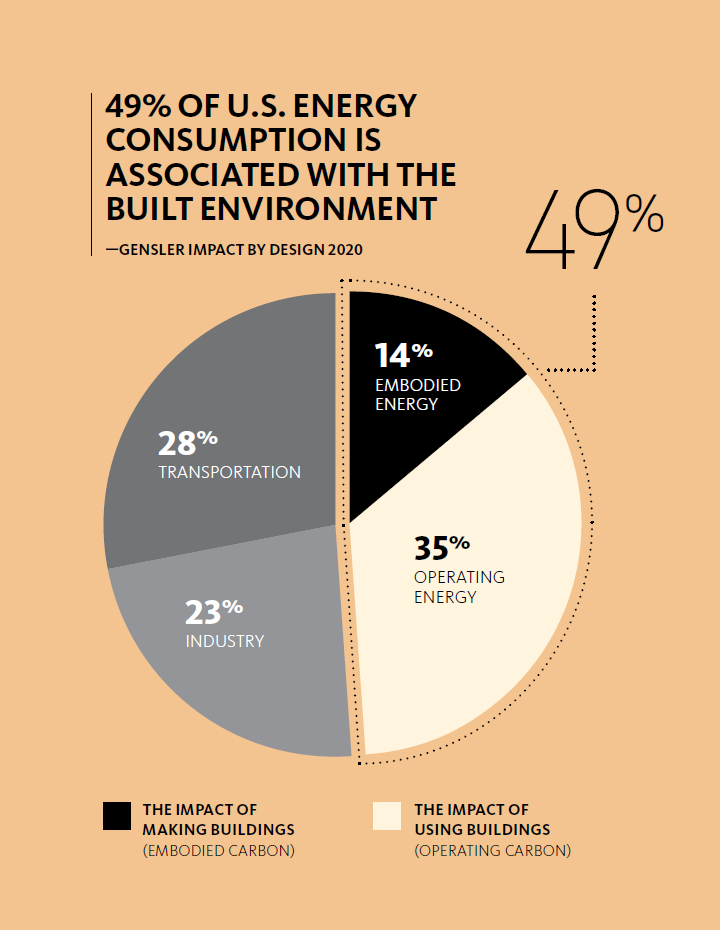 49% OF U.S. ENERGY
CONSUMPTION IS
ASSOCIATED WITH THE
BUILT ENVIRONMENT
—GENSLER IMPACT BY DESIGN 2020
49%
14%
EMBODIED
ENERGY
28%
TRANSPORTATION
35%
OPERATING
ENERGY
23%
INDUSTRY
THE IMPACT OF
MAKING BUILDINGS
(EMBODIED CARBON)
THE IMPACT OF
USING BUILDINGS
(OPERATING CARBON)